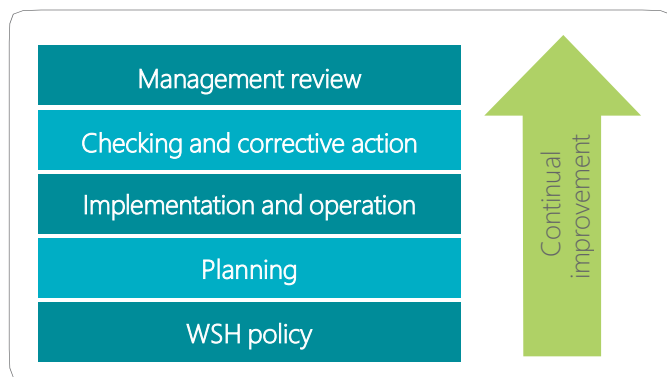 Management review
Checking and corrective action
Implementation and operation
Planning
WSH policy
Continual
improvement